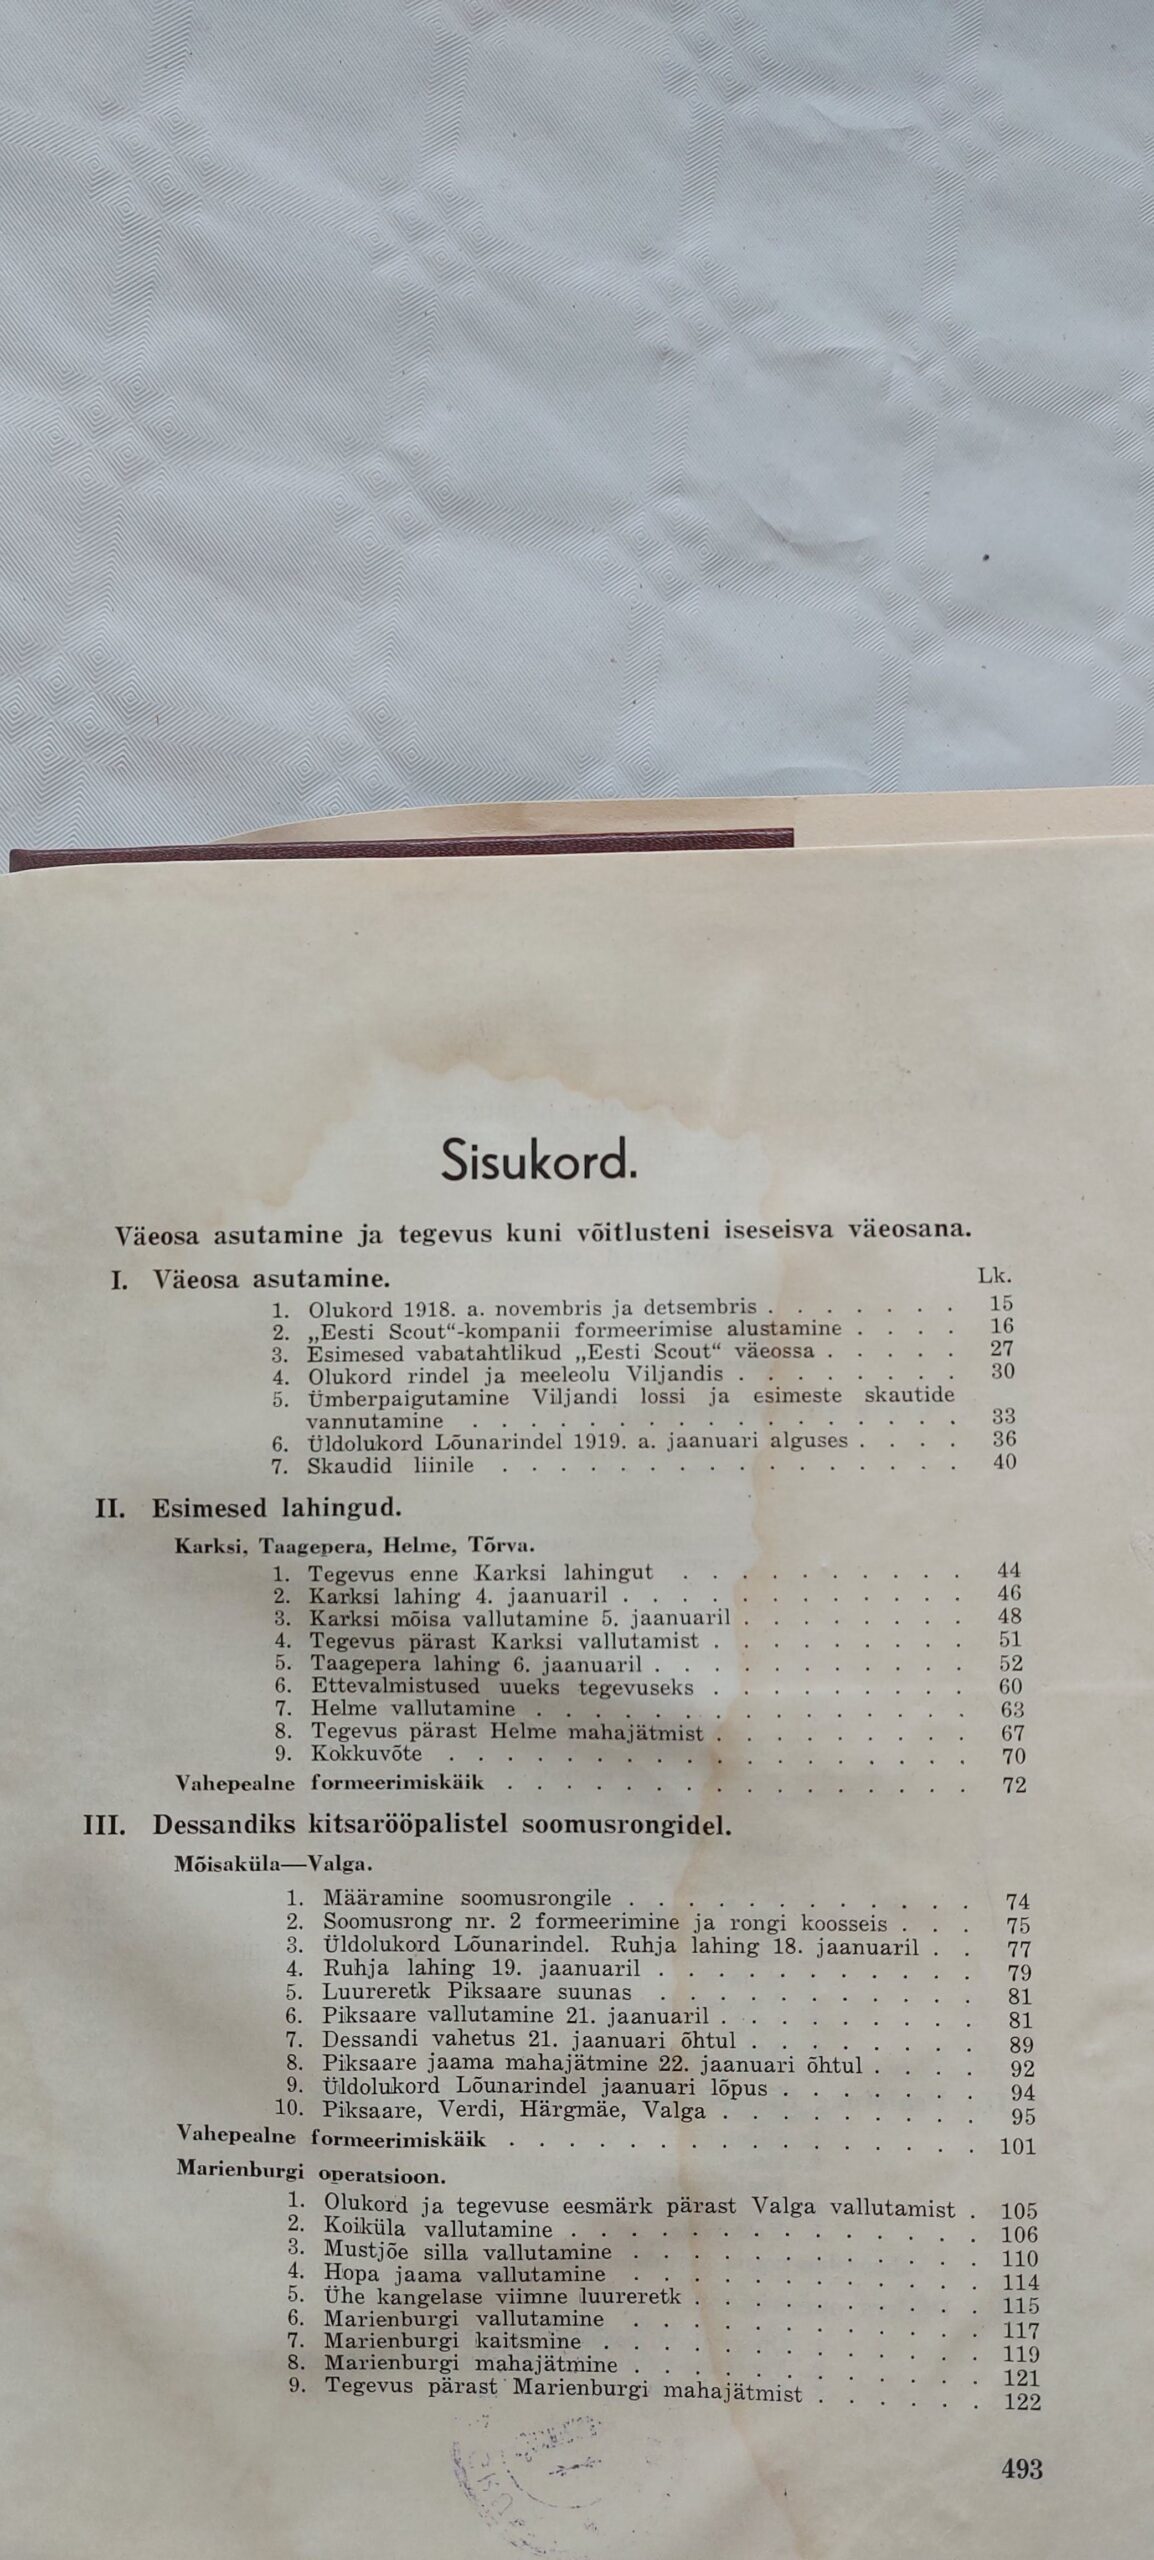 Sisukord.
Väeosa asutamine ja tegevus kuni võitlusteni iseseisva väeosana.
I. Väeosa asutamine. Lk.
1. Olukord 1918. a. novembris ja detsembris . . . . . . . 15
2. „Eesti Scout“-kompanii formeerimise alustamine . . . . 16
3. Esimesed vabatahtlikud „Eesti Scout“ väeossa . . . . . 27
4. Olukord rindel ja meeleolu Viljandis . . . . . . . . 30
5. Ümberpaigutamine Viljandi lossi ja esimeste skautide
vannutamine . . . . . . . . . . . . . . . . . 33
6. Üldolukord Lõunarindel 1919. a. jaanuari alguses . . . . 36
7. Skaudid liinile . . . . . . . . . . . . . . . . 40
II. Esimesed lahingud.
Karksi, Taagepera, Helme, Tõrva.
1. Tegevus enne Karksi lahingut . . . . . . . . . . 44
2. Karksi lahing 4. jaanuaril . . . . . . . . . . . . 46
3. Karksi mõisa vallutamine 5. jaanuaril . . . . . . . . 48
4. Tegevus pärast Karksi vallutamist . . . . . . . . . 51
5. Taagepera lahing 6. jaanuaril . . . . . . . . . . . 52
6. Ettevalmistused uueks tegevuseks . . . . . . . . . 60
7. Helme vallutamine . . . . . . . . . . . . . . . 63
8. Tegevus pärast Helme mahajätmist . . . . . . . . . 67
9. Kokkuvõte . . . . . . . . . . . . . . . . . . 70
Vahepealne formeerimiskäik . . . . . . . . . . . . . . . . 72
III. Dessandiks kitsarööpalistel soomusrongidel.
Mõisaküla—Valga.
1. Määramine soomusrongile . . . . . . . . . . . . 74
2. Soomusrong nr. 2 formeerimine ja rongi koosseis . . . 75
3. Üldolukord Lõunarindel. Ruhja lahing 18. jaanuaril . . 77
4. Ruhja lahing 19. jaanuaril . . . . . . . . . . . 79
5. Luureretk Piksaare suunas . . . . . . . . . . . 81
6. Piksaare vallutamine 21. jaanuaril . . . . . . . . . 81
7. Dessandi vahetus 21. jaanuari õhtul . . . . . . . . 89
8. Piksaare jaama mahajätmine 22. jaanuari õhtul . . . . 92
9. Üldolukord Lõunarindel jaanuari lõpus . . . . . . . 94
10. Piksaare, Verdi, Härgmäe, Valga . . . . . . . . . 95
Vahepealne formeerimiskäik . . . . . . . . . . . . . . . . 101
Marienburgi operatsioon.
1. Olukord ja tegevuse eesmärk pärast Valga vallutamist . 105
2. Koiküla vallutamine . . . . . . . . . . . . . . 106
3. Mustjõe silla vallutamine . . . . . . . . . . . . 110
4. Hopa jaama vallutamine . . . . . . . . . . . . 114
5. Ühe kangelase viimne luureretk . . . . . . . . . . 115
6. Marienburgi vallutamine . . . . . . . . . . . . 117
7. Marienburgi kaitsmine . . . . . . . . . . . . . 119
8. Marienburgi mahajätmine . . . . . . . . . . . . 121
9. Tegevus pärast Marienburgi mahajätmist . . . . . . 122
493